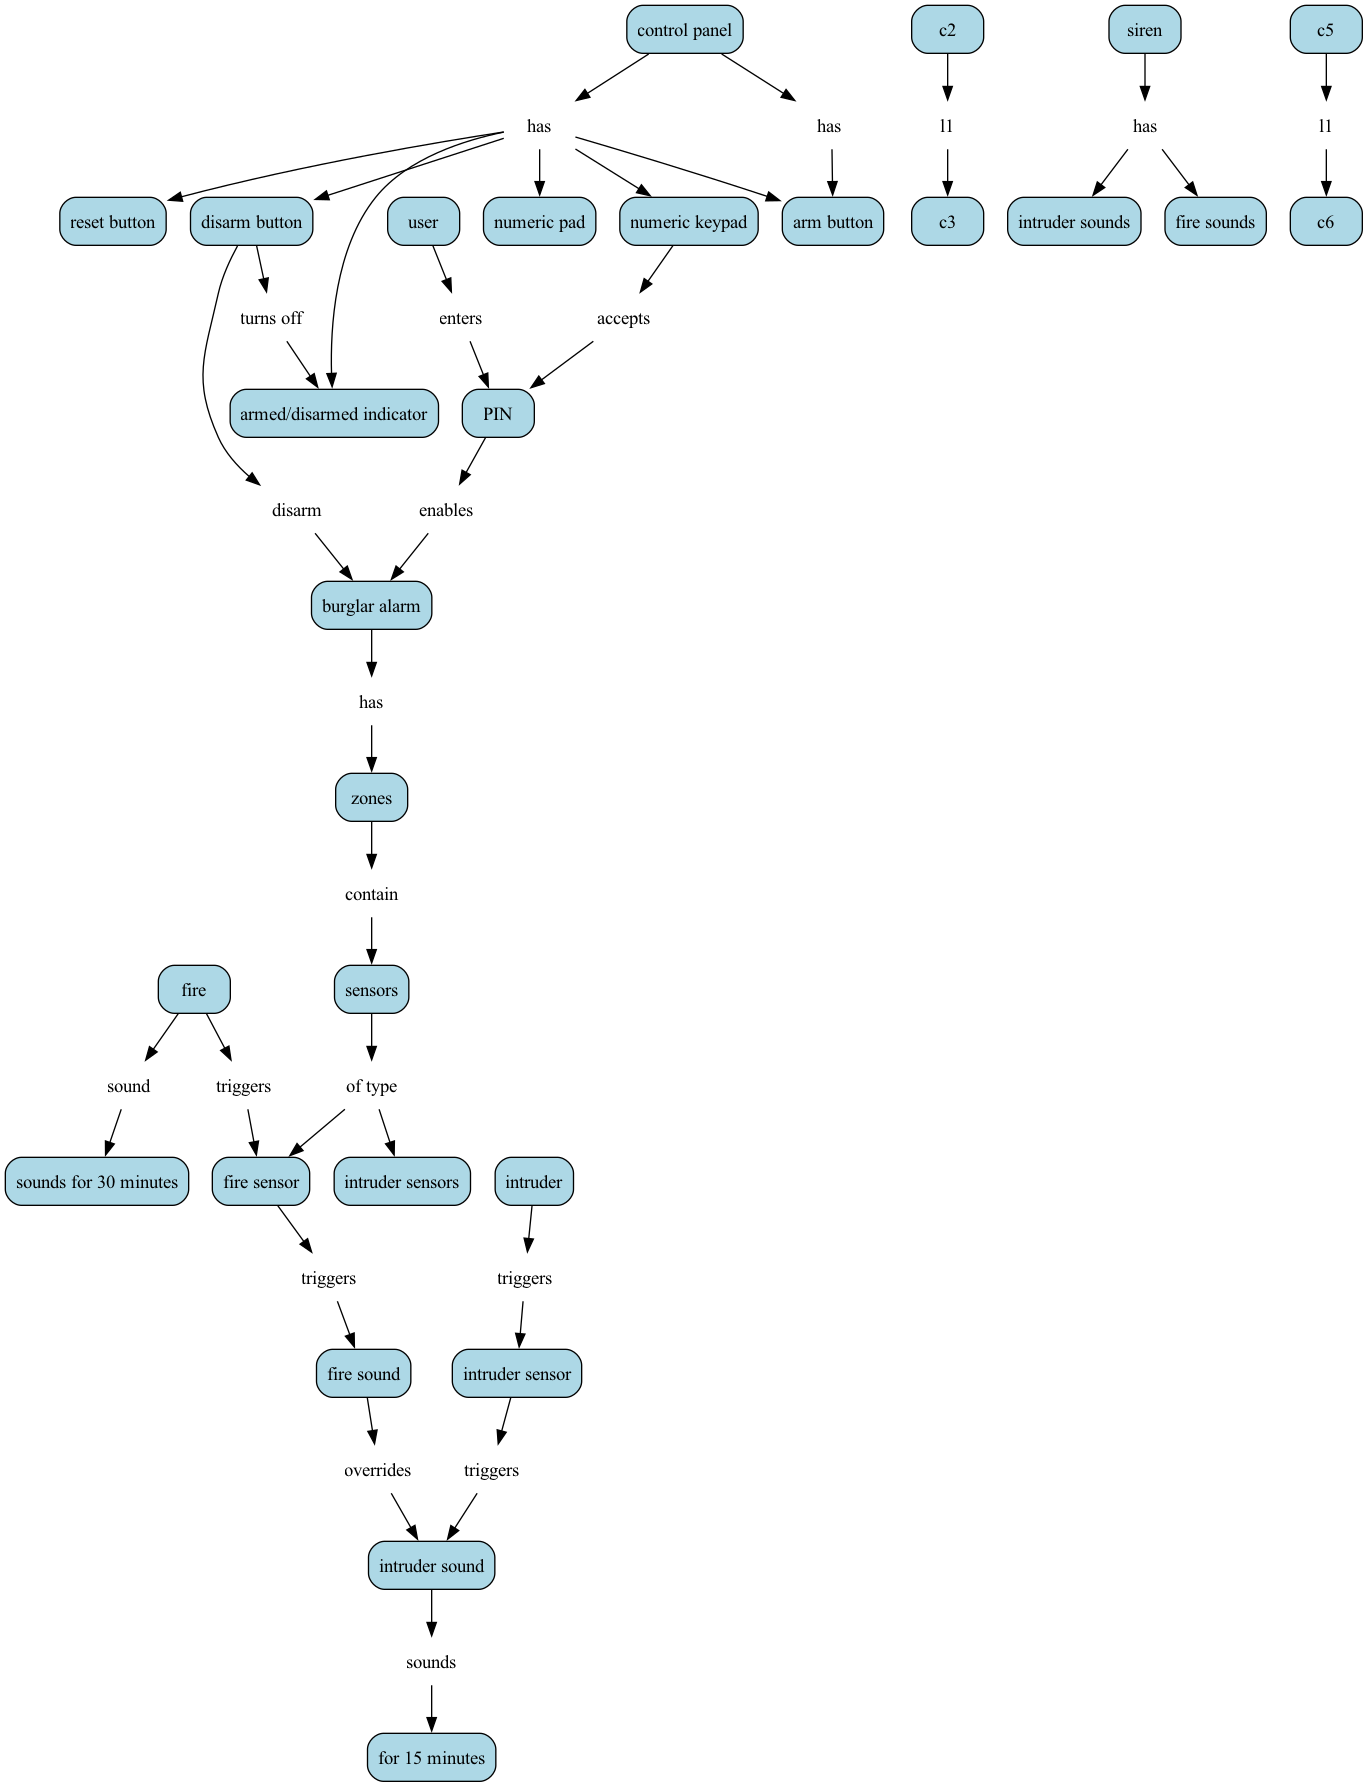 control panel
c2
siren
c5
has
has
l1
has
l1
reset button
disarm button
user
numeric pad
numeric keypad
arm button
c3
intruder sounds
fire sounds
c6
turns off
enters
accepts
armed/disarmed indicator
PIN
disarm
enables
burglar alarm
has
zones
contain
fire
sensors
sound
triggers
of type
sounds for 30 minutes
fire sensor
intruder sensors
intruder
triggers
triggers
fire sound
intruder sensor
overrides
triggers
intruder sound
sounds
for 15 minutes